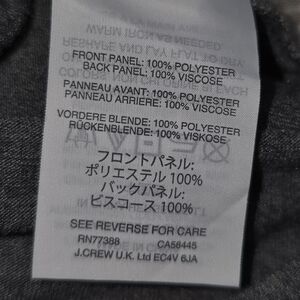 FRONT PANEL: 100% POLYESTER
BACK PANEL: 100% VISCOSE
PANNEAU AVANT: 100% POLYESTER
PANNEAU ARRIERE: 100% VISCOSE
VORDERE BLENDE: 100% POLYESTER
RÜCKENBLENDE: 100% VISKOSE
フロントパネル:
ポリエステル 100%
バックパネル:
ビスコース 100%
SEE REVERSE FOR CARE
RN77388 CA56445
J.CREW U.K. Ltd EC4V 6JA